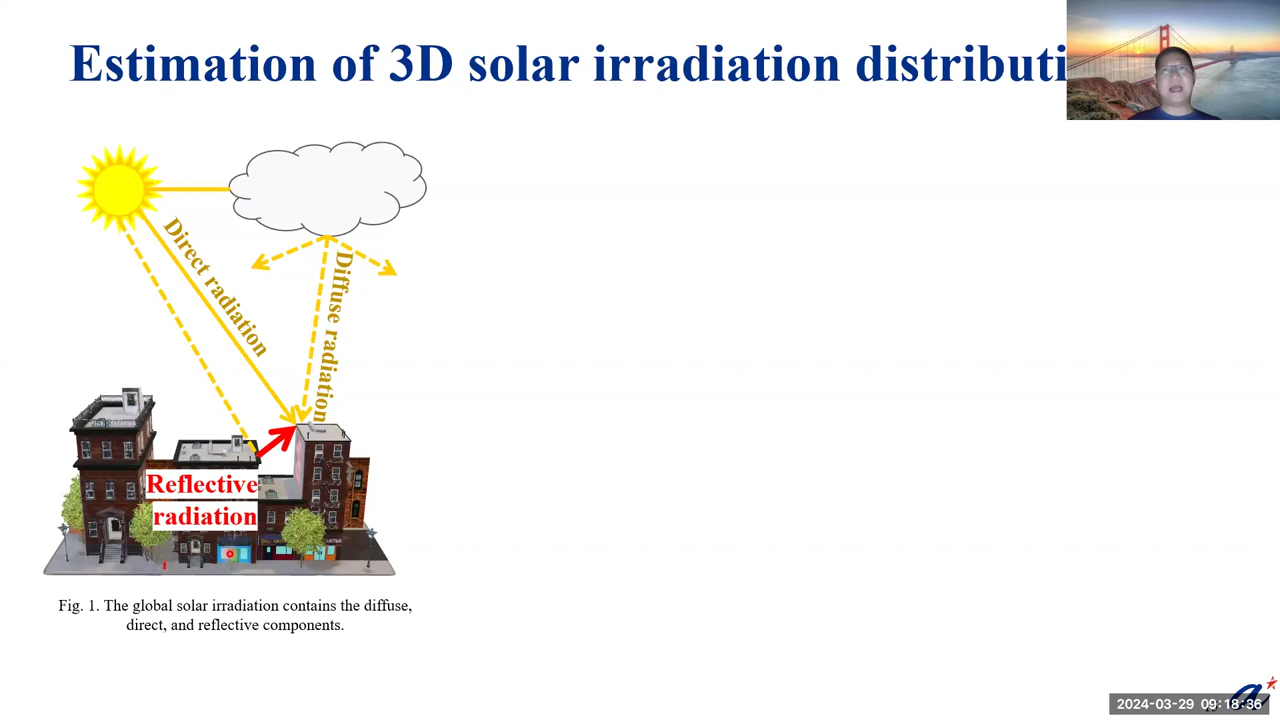 Estimation of 3D solar irradiation distributi
Direct radiation
Diffuse radiation
Reflective
radiation
Fig. 1. The global solar irradiation contains the diffuse,
direct, and reflective components.
2024-03-29 09:18:36